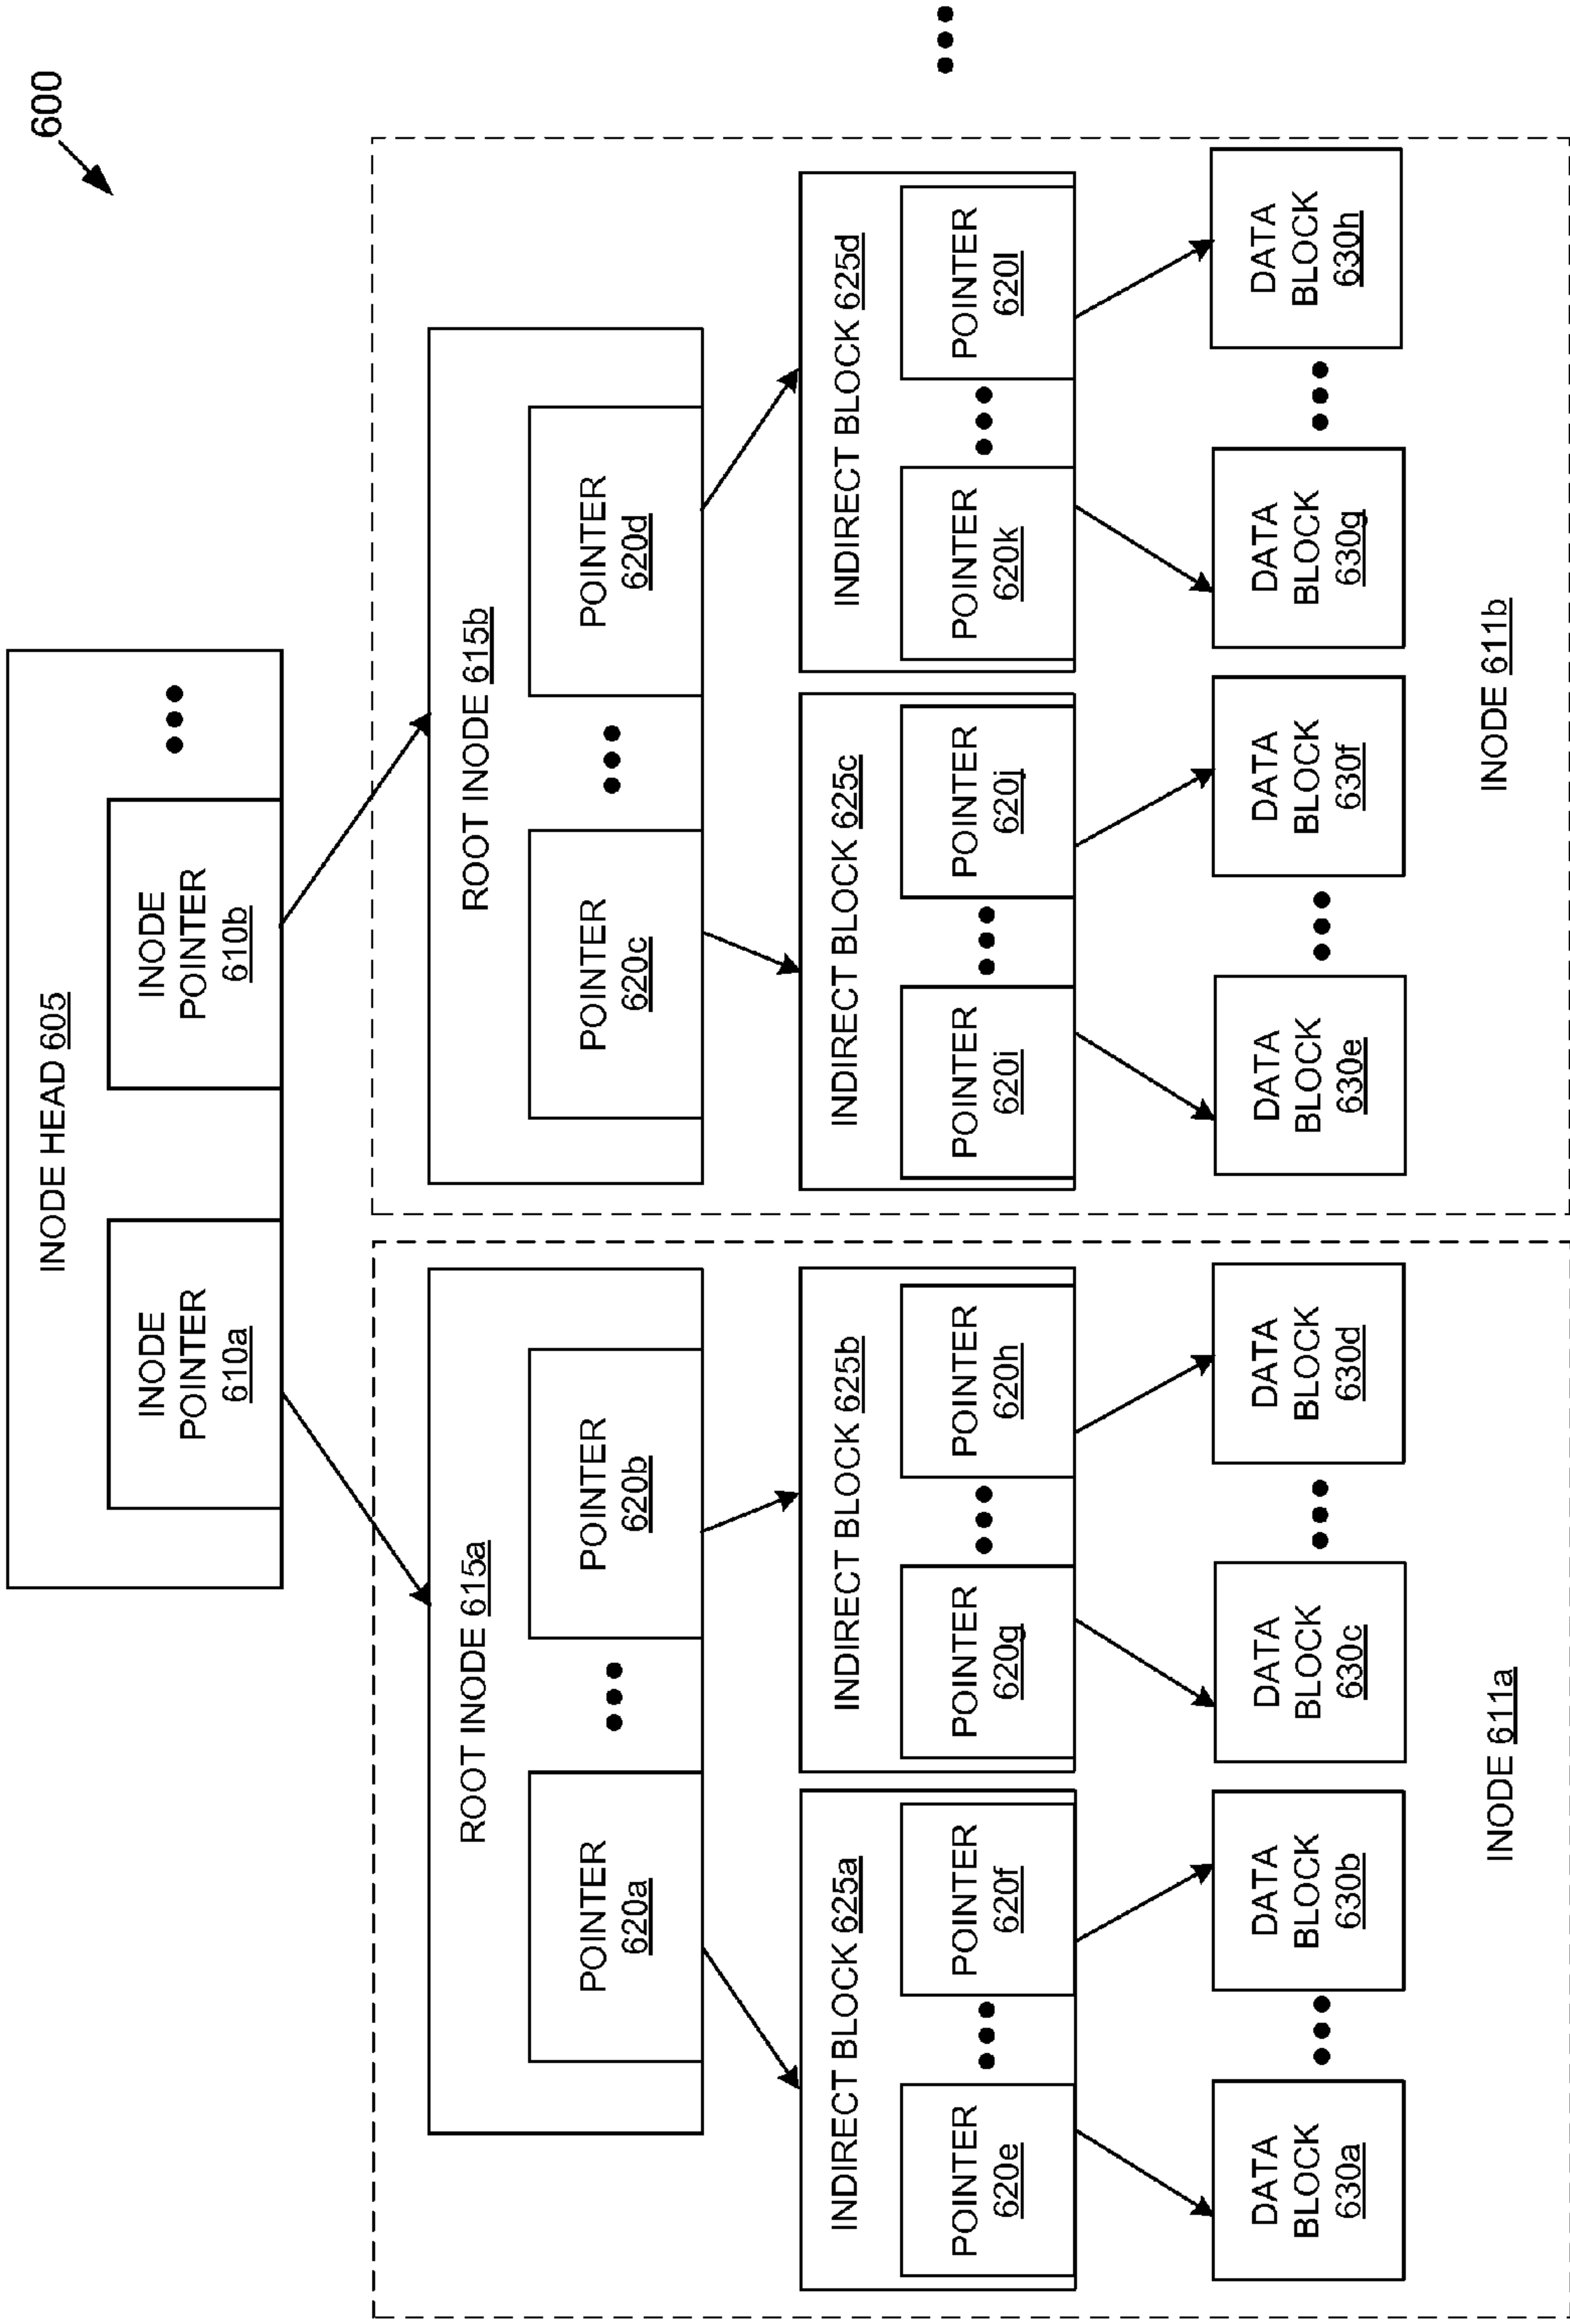 600
INODE HEAD 605
INODE
POINTER
610a
INODE
POINTER
610b
ROOT INODE 615a
POINTER
620a
POINTER
620b
ROOT INODE 615b
POINTER
620c
POINTER
620d
INDIRECT BLOCK 625a
POINTER
620e
POINTER
620f
INDIRECT BLOCK 625b
POINTER
620g
POINTER
620h
INDIRECT BLOCK 625c
POINTER
620i
POINTER
620j
INDIRECT BLOCK 625d
POINTER
620k
POINTER
620l
DATA
BLOCK
630a
DATA
BLOCK
630b
DATA
BLOCK
630c
DATA
BLOCK
630d
DATA
BLOCK
630e
DATA
BLOCK
630f
DATA
BLOCK
630g
DATA
BLOCK
630h
INODE 611a
INODE 611b